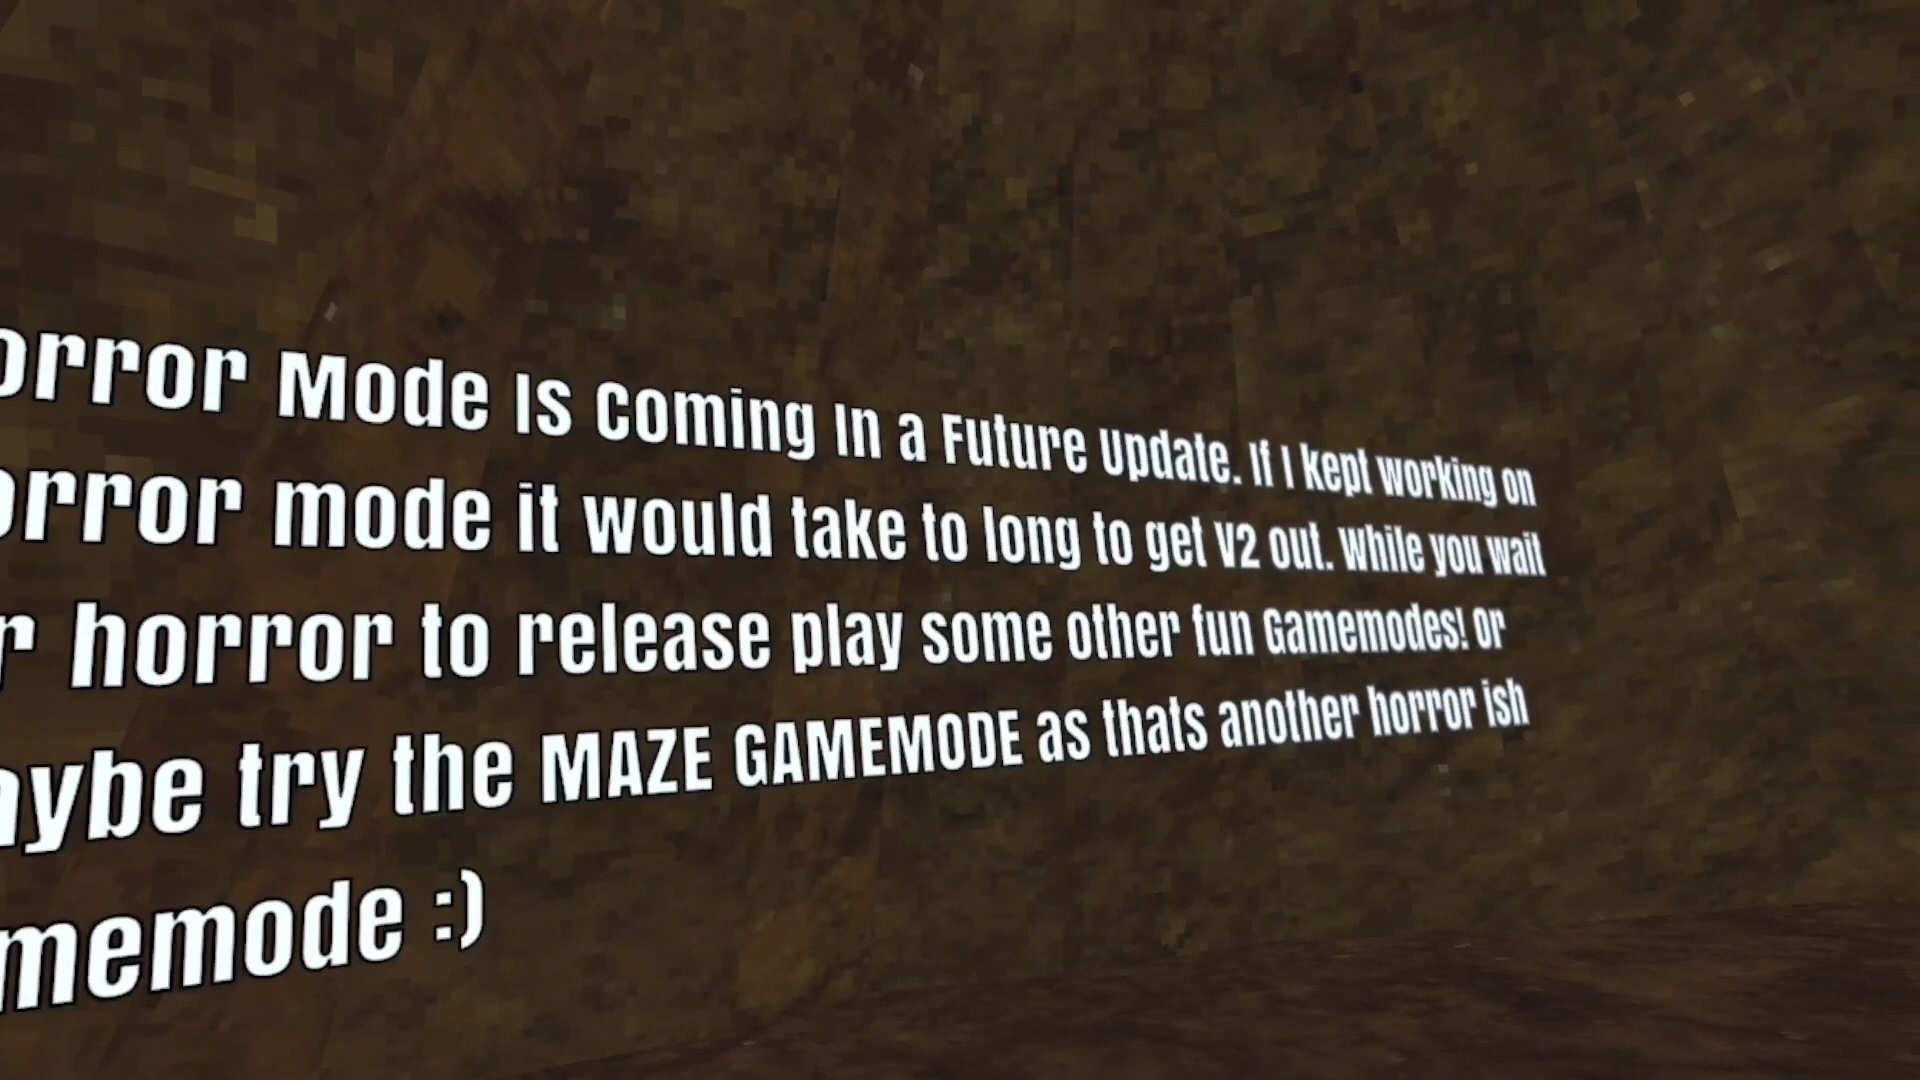 orror Mode Is Coming In a Future Update. If I kept working on
orror mode it would take to long to get V2 out. While you wait
r horror to release play some other fun Gamemodes! Or
aybe try the MAZE GAMEMODE as thats another horror ish
memode :)